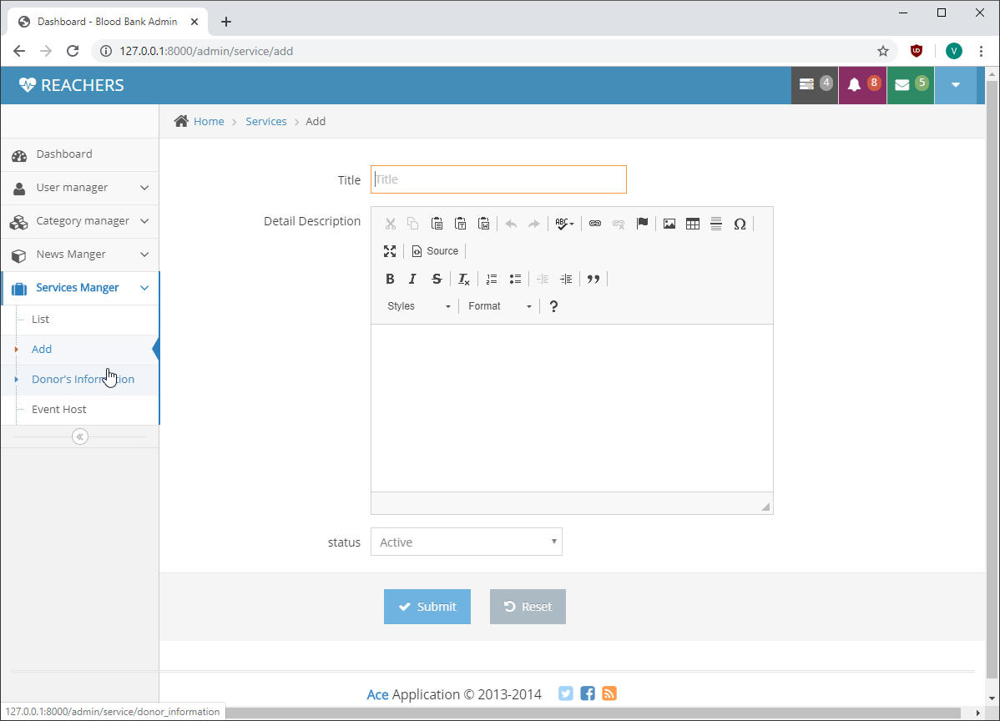 Dashboard - Blood Bank Admin
127.0.0.1:8000/admin/service/add
UD
V
REACHERS
4
8
5
Home
Services
Add
Dashboard
User manager
Category manager
News Manger
Services Manger
List
Add
Donor's Information
Event Host
Title
Title
Detail Description
ABC
Source
B I S Tx
Styles
Format
?
status
Active
Submit
Reset
Ace Application © 2013-2014
127.0.0.1:8000/admin/service/donor_information